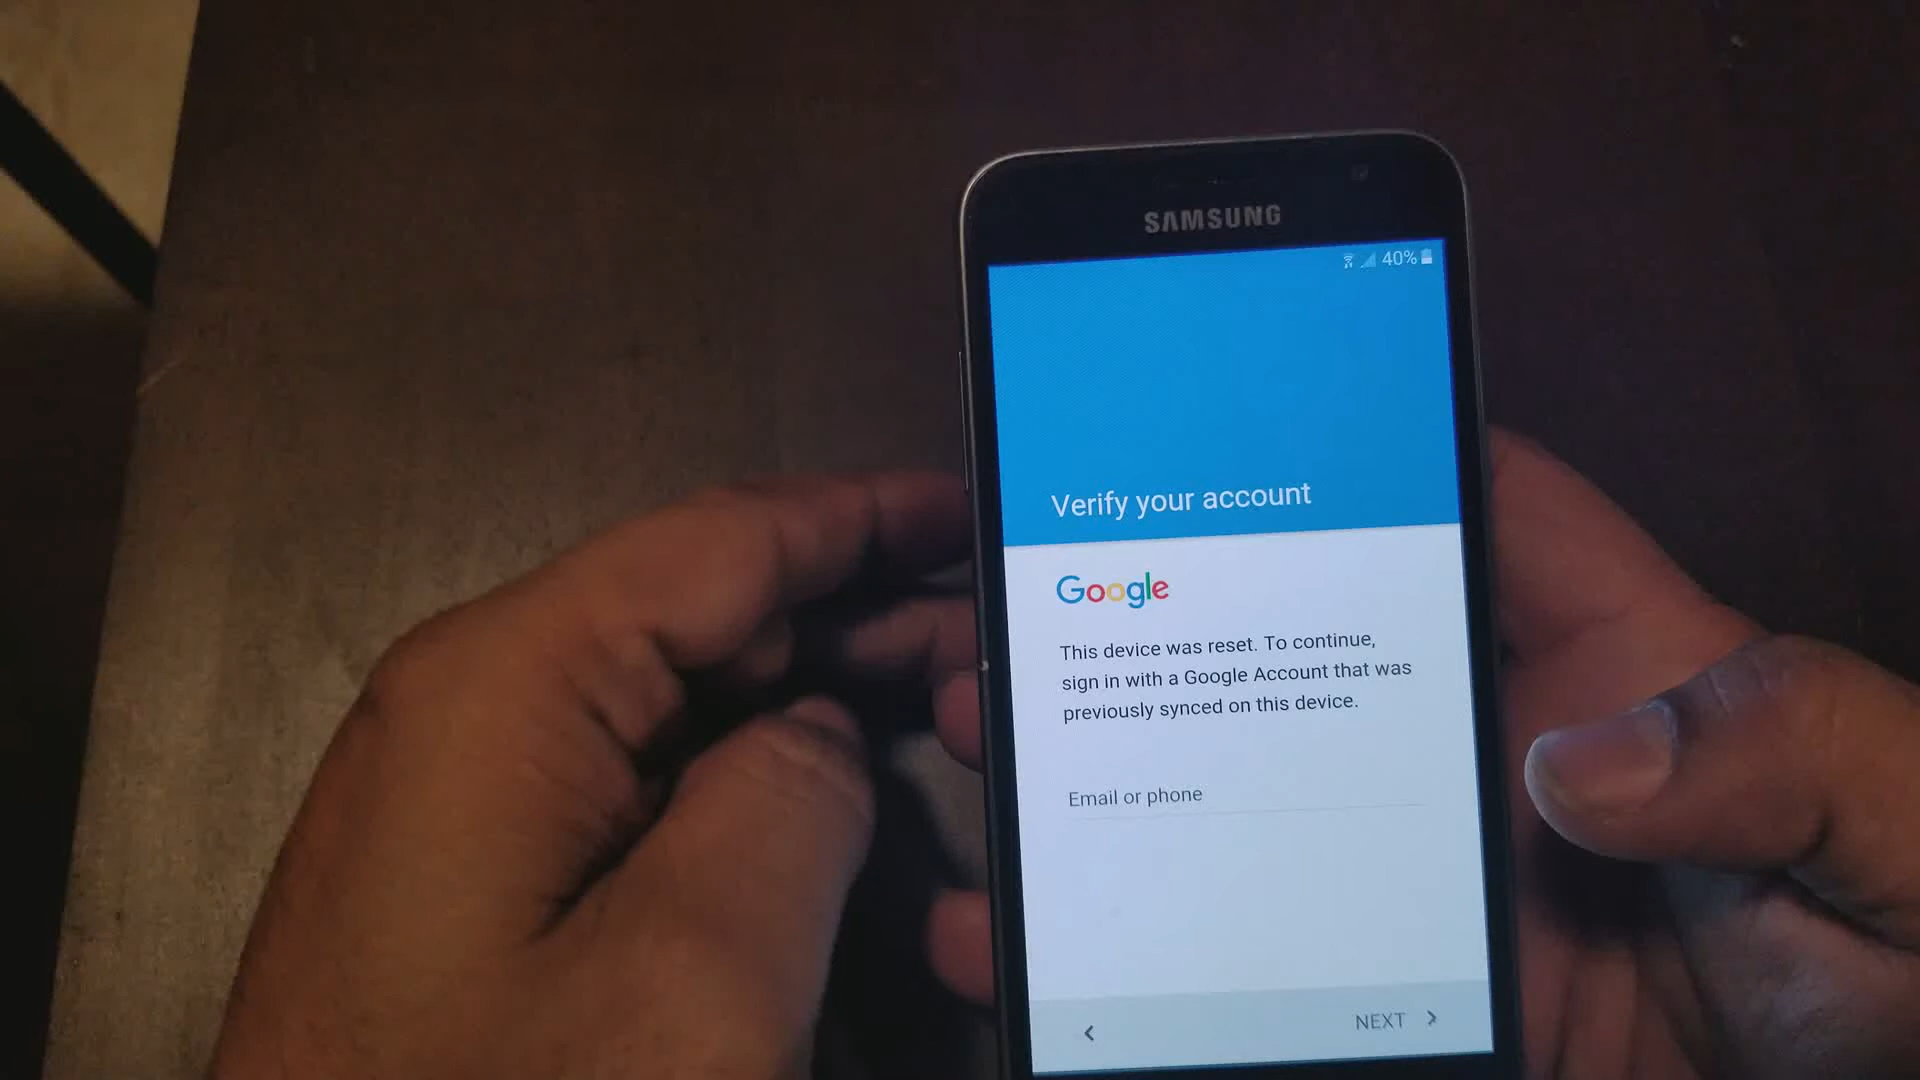 SAMSUNG
40%
Verify your account
Google
This device was reset. To continue,
sign in with a Google Account that was
previously synced on this device.
Email or phone
NEXT